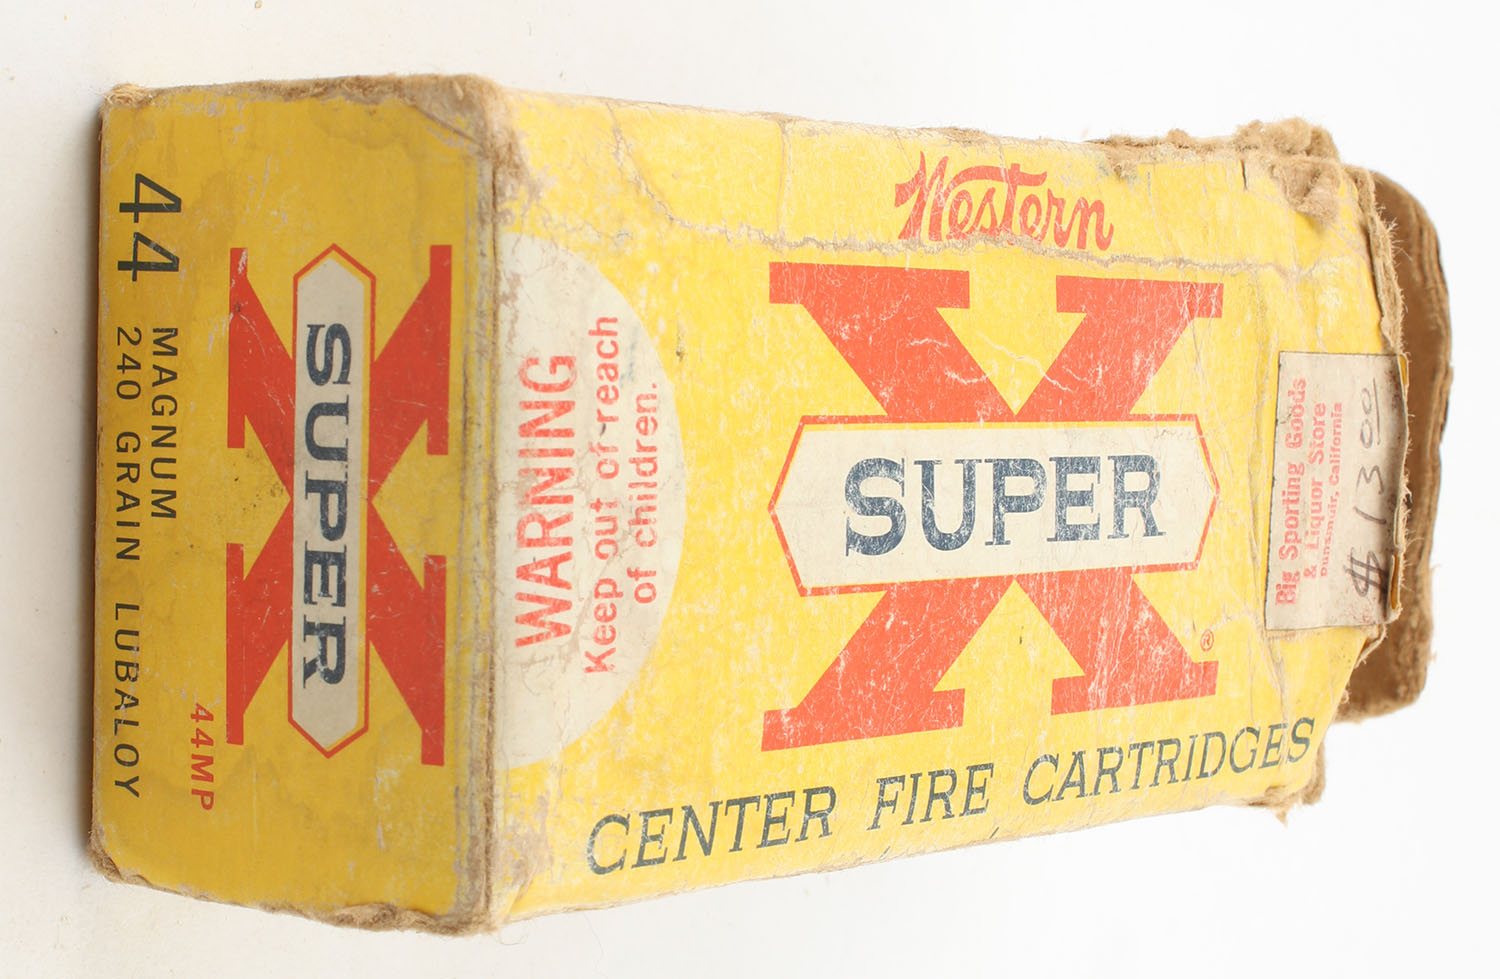 Western
X
SUPER
®
CENTER FIRE CARTRIDGES
WARNING
Keep out of reach
of children.
Big Sporting Goods
& Liquor Store
Dunsmuir, California
$ 13 00
X
SUPER
44MP
44 MAGNUM
240 GRAIN LUBALOY